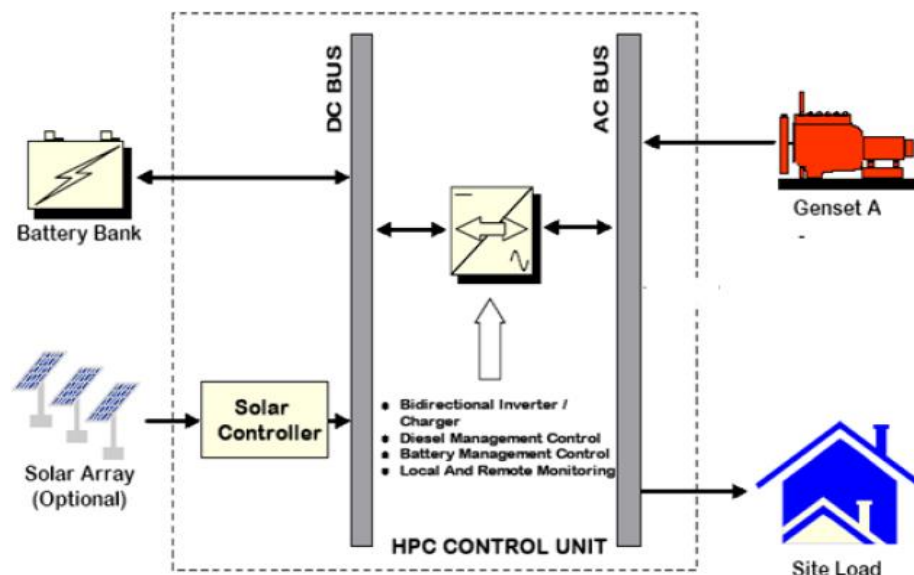 DC BUS
AC BUS
Battery Bank
Genset A
Solar
Controller
Solar Array
(Optional)
• Bidirectional Inverter /
Charger
• Diesel Management Control
• Battery Management Control
• Local And Remote Monitoring
HPC CONTROL UNIT
Site Load